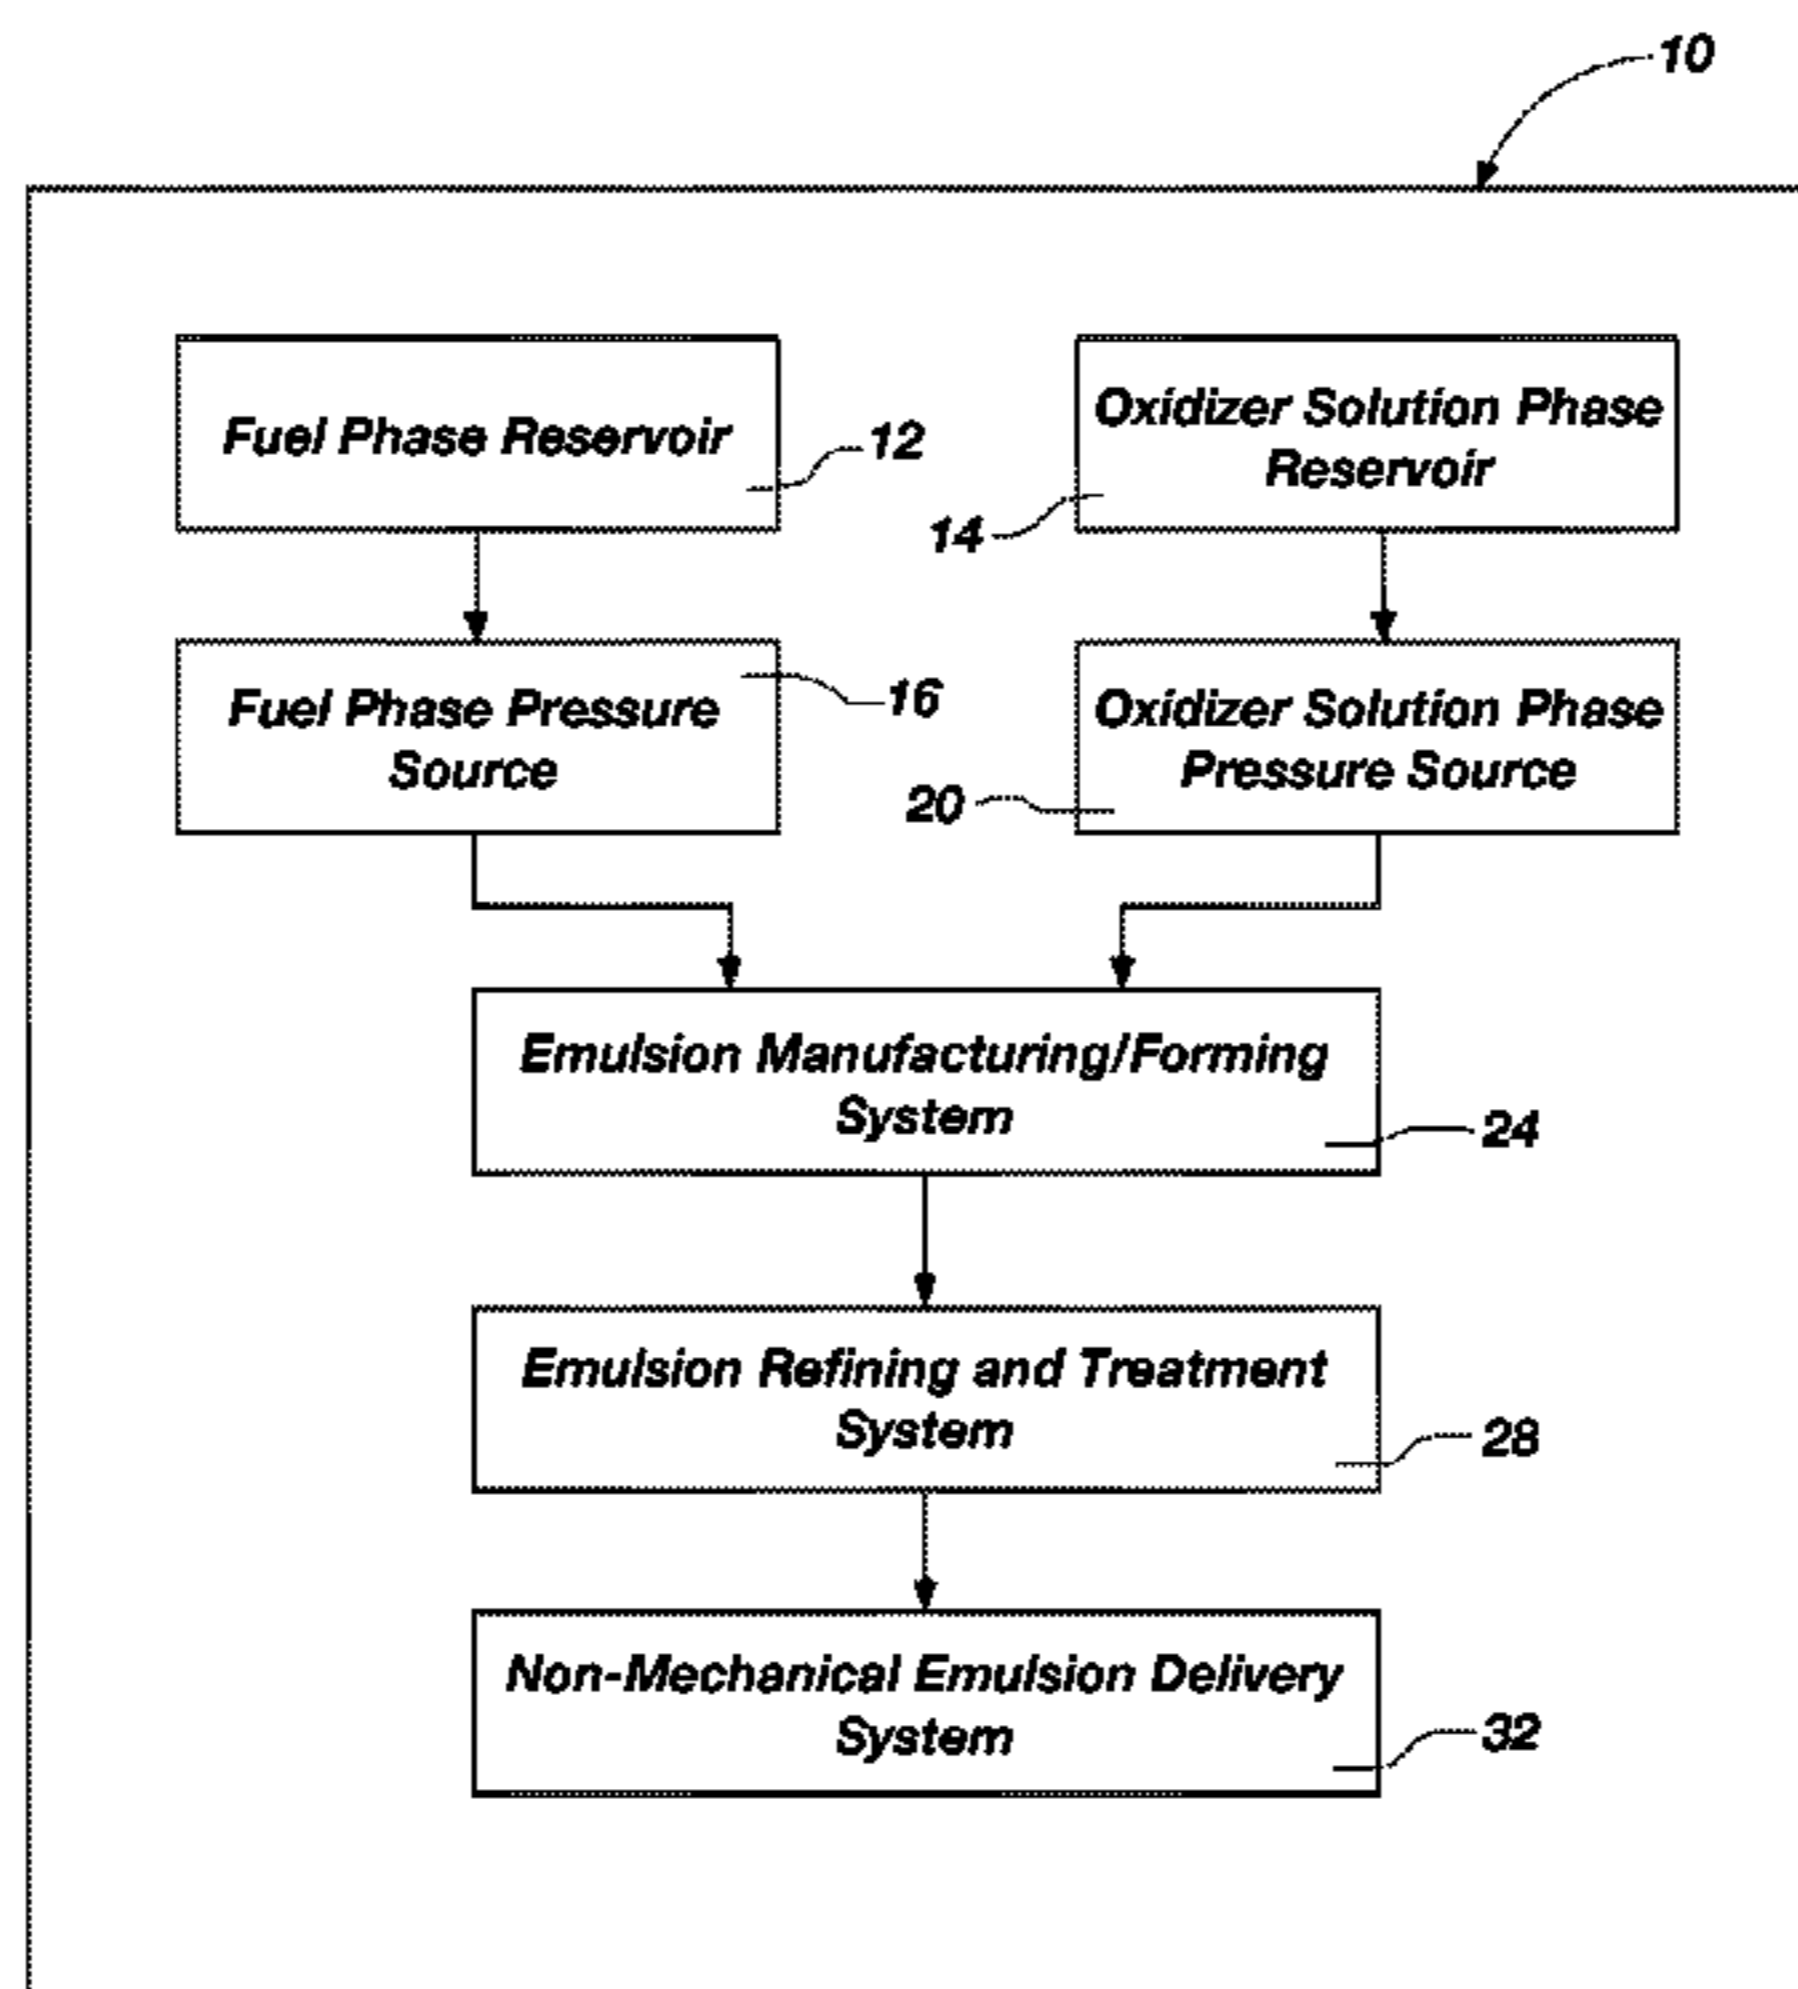 10
Fuel Phase Reservoir
12
Oxidizer Solution Phase
Reservoir
14
Fuel Phase Pressure
Source
16
Oxidizer Solution Phase
Pressure Source
20
Emulsion Manufacturing/Forming
System
24
Emulsion Refining and Treatment
System
28
Non-Mechanical Emulsion Delivery
System
32